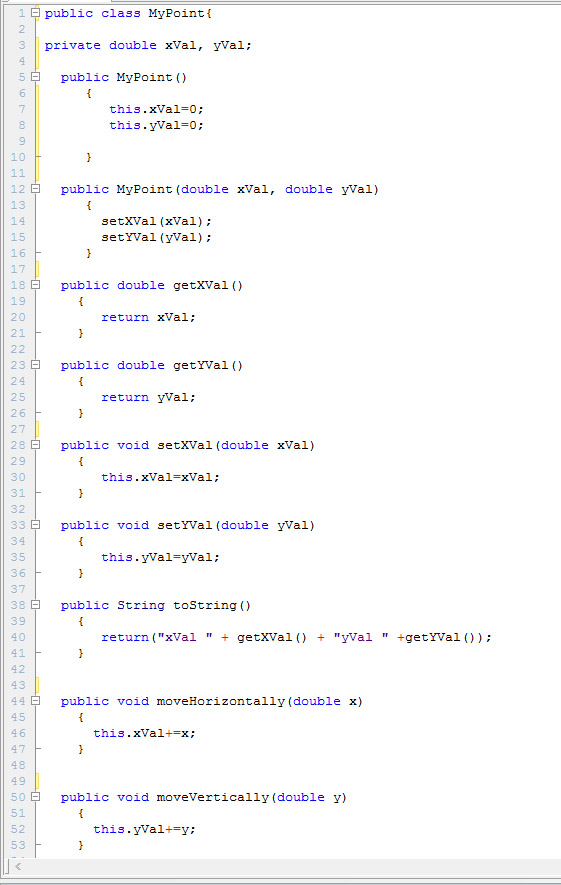 1 public class MyPoint{
2
3 private double xVal, yVal;
4
5 public MyPoint()
6 {
7 this.xVal=0;
8 this.yVal=0;
9
10 }
11
12 public MyPoint(double xVal, double yVal)
13 {
14 setXVal(xVal);
15 setYVal(yVal);
16 }
17
18 public double getXVal()
19 {
20 return xVal;
21 }
22
23 public double getYVal()
24 {
25 return yVal;
26 }
27
28 public void setXVal(double xVal)
29 {
30 this.xVal=xVal;
31 }
32
33 public void setYVal(double yVal)
34 {
35 this.yVal=yVal;
36 }
37
38 public String toString()
39 {
40 return("xVal " + getXVal() + "yVal " +getYVal());
41 }
42
43
44 public void moveHorizontally(double x)
45 {
46 this.xVal+=x;
47 }
48
49
50 public void moveVertically(double y)
51 {
52 this.yVal+=y;
53 }